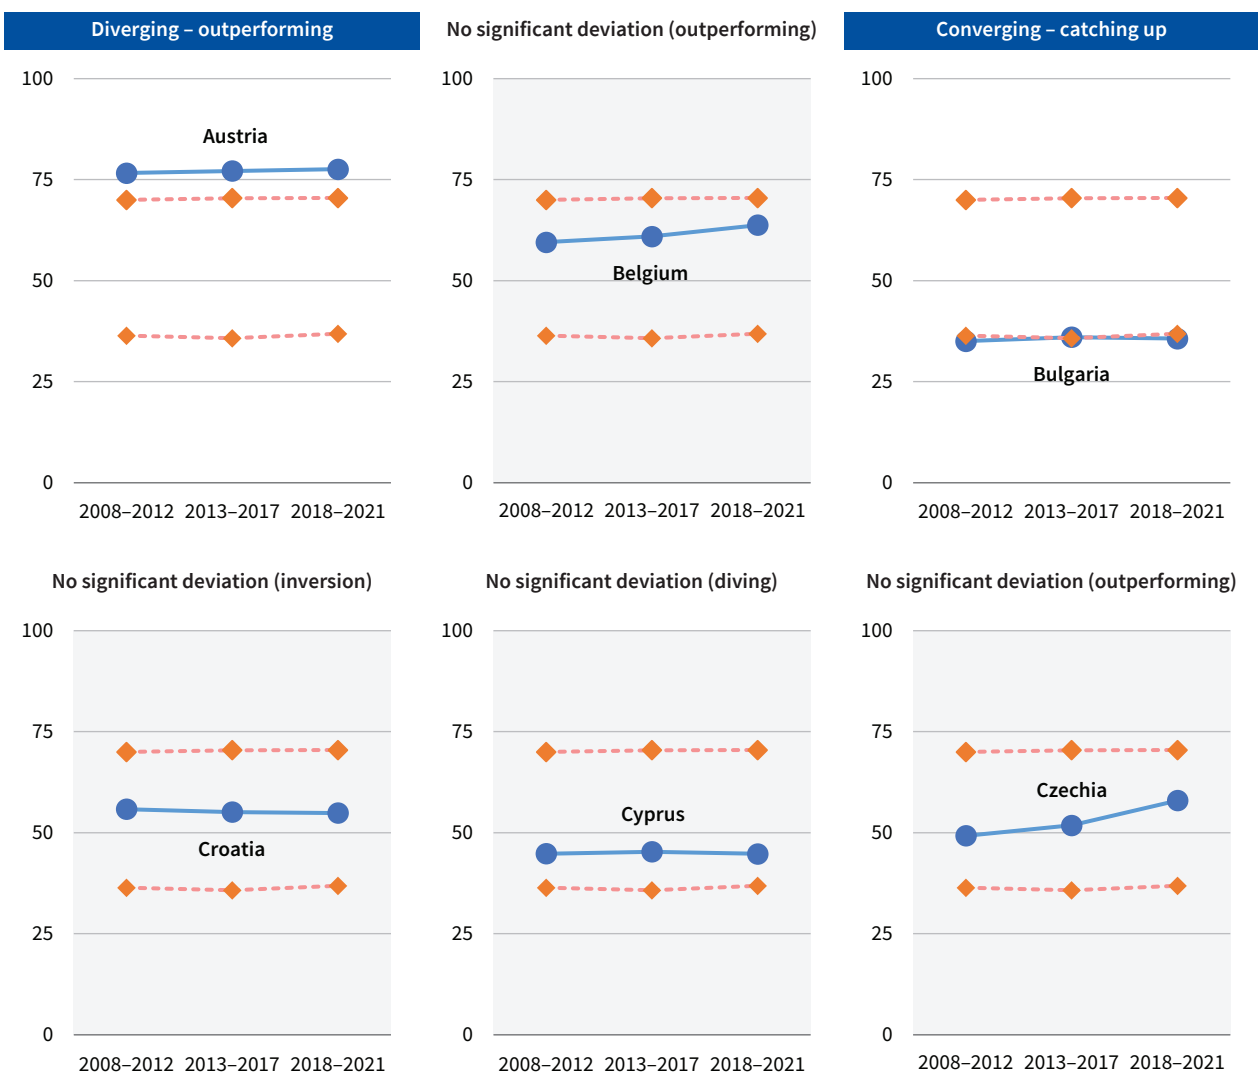 Diverging – outperforming
No significant deviation (outperforming)
Converging – catching up
100
75
50
25
0
Austria
2008–2012 2013–2017 2018–2021
100
75
50
25
0
Belgium
2008–2012 2013–2017 2018–2021
100
75
50
25
0
Bulgaria
2008–2012 2013–2017 2018–2021
No significant deviation (inversion)
No significant deviation (diving)
No significant deviation (outperforming)
100
75
50
25
0
Croatia
2008–2012 2013–2017 2018–2021
100
75
50
25
0
Cyprus
2008–2012 2013–2017 2018–2021
100
75
50
25
0
Czechia
2008–2012 2013–2017 2018–2021